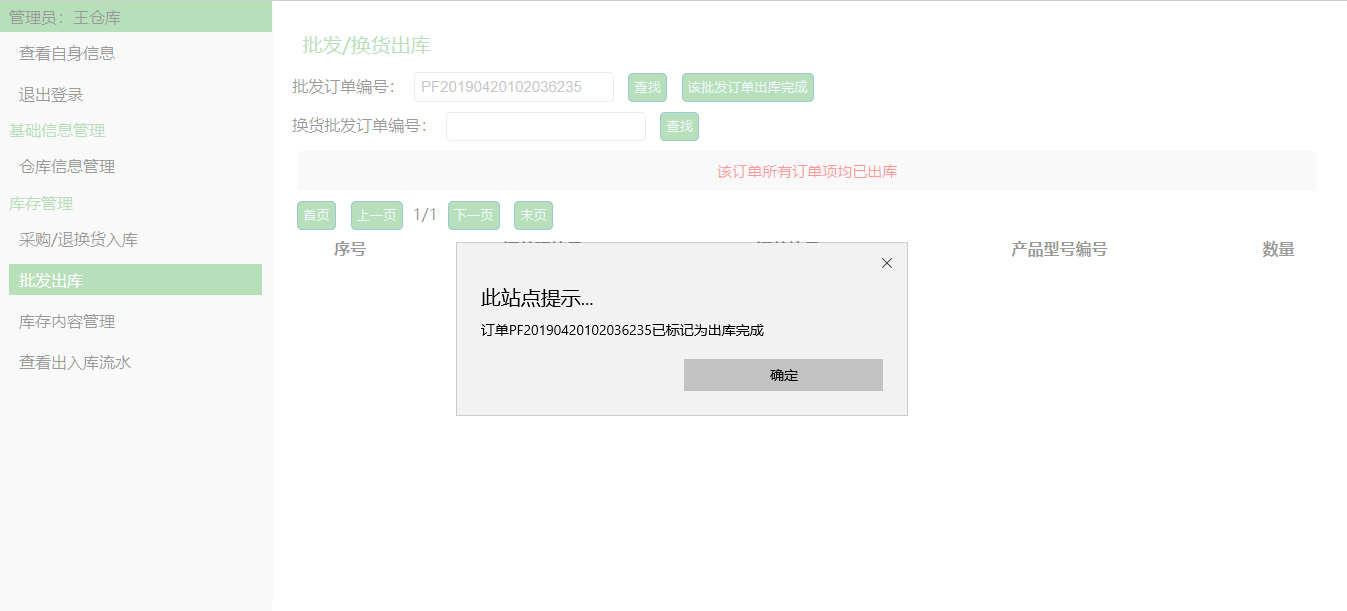 管理员：王仓库
查看自身信息
退出登录
基础信息管理
仓库信息管理
库存管理
采购/退换货入库
批发出库
库存内容管理
查看出入库流水
批发/换货出库
批发订单编号： PF20190420102036235 查找 该批发订单出库完成
换货批发订单编号： 查找
该订单所有订单项均已出库
首页 上一页 1/1 下一页 末页
序号 产品型号编号 数量
此站点提示...
订单PF20190420102036235已标记为出库完成
确定